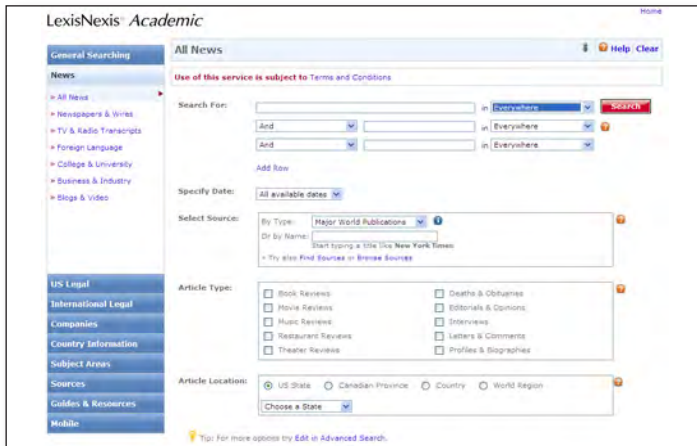 LexisNexis® Academic
Home
General Searching
News
All News
Newspapers & Wires
TV & Radio Transcripts
Foreign Language
College & University
Business & Industry
Blogs & Video
US Legal
International Legal
Companies
Country Information
Subject Areas
Sources
Guides & Resources
Mobile
All News
Help Clear
Use of this service is subject to Terms and Conditions
Search For: in Everywhere Search
And in Everywhere
And in Everywhere
Add Row
Specify Date: All available dates
Select Source: By Type: Major World Publications
Or by Name:
Start typing a title like New York Times
Try also Find Sources or Browse Sources
Article Type:
Book Reviews Deaths & Obituaries
Movie Reviews Editorials & Opinions
Music Reviews Interviews
Restaurant Reviews Letters & Comments
Theater Reviews Profiles & Biographies
Article Location: US State Canadian Province Country World Region
Choose a State
Tip: For more options try Edit in Advanced Search.